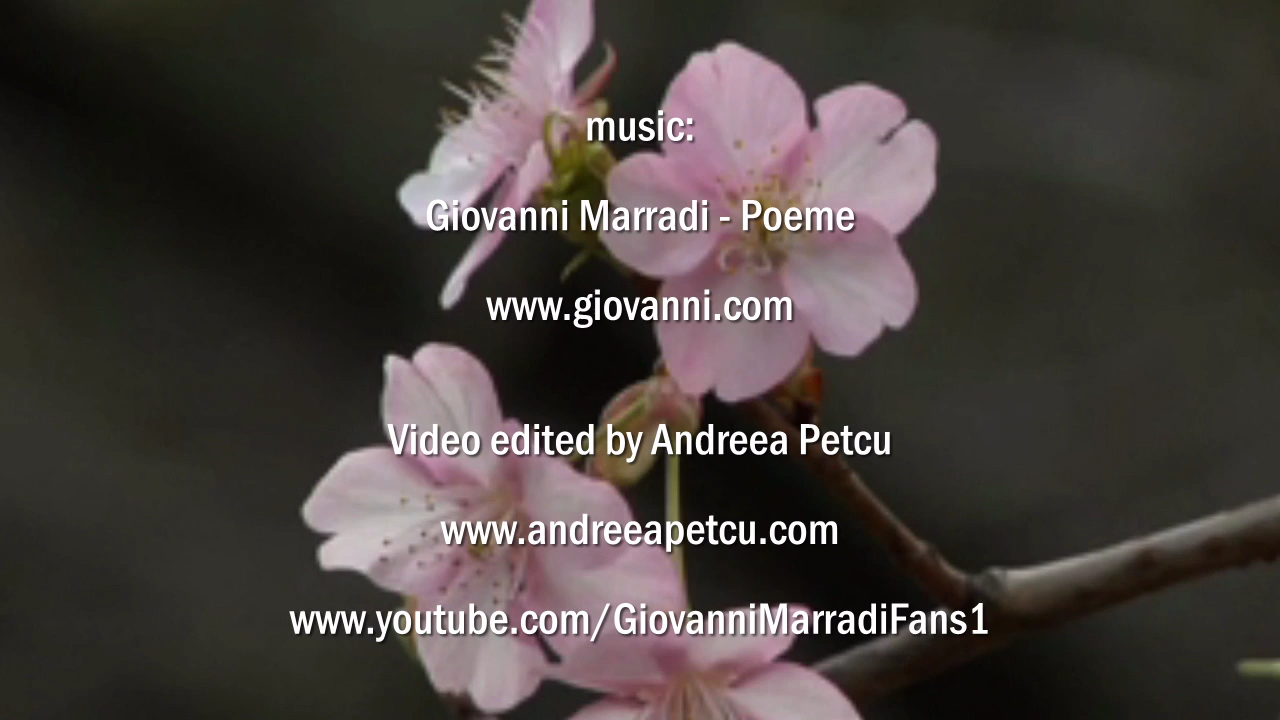 music:
Giovanni Marradi - Poeme
www.giovanni.com
Video edited by Andreea Petcu
www.andreeapetcu.com
www.youtube.com/GiovanniMarradiFans1